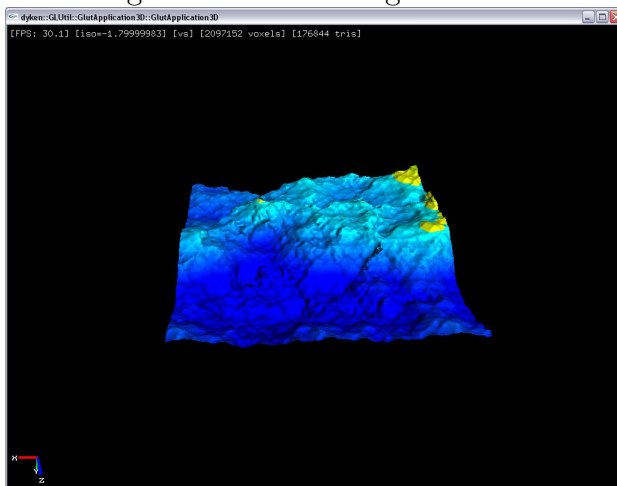 dyken::GLUtil::GlutApplication3D::GlutApplication3D
[FPS: 30.1] [iso=-1.79999983] [vs] [2097152 voxels] [176844 tris]
X
Y
Z